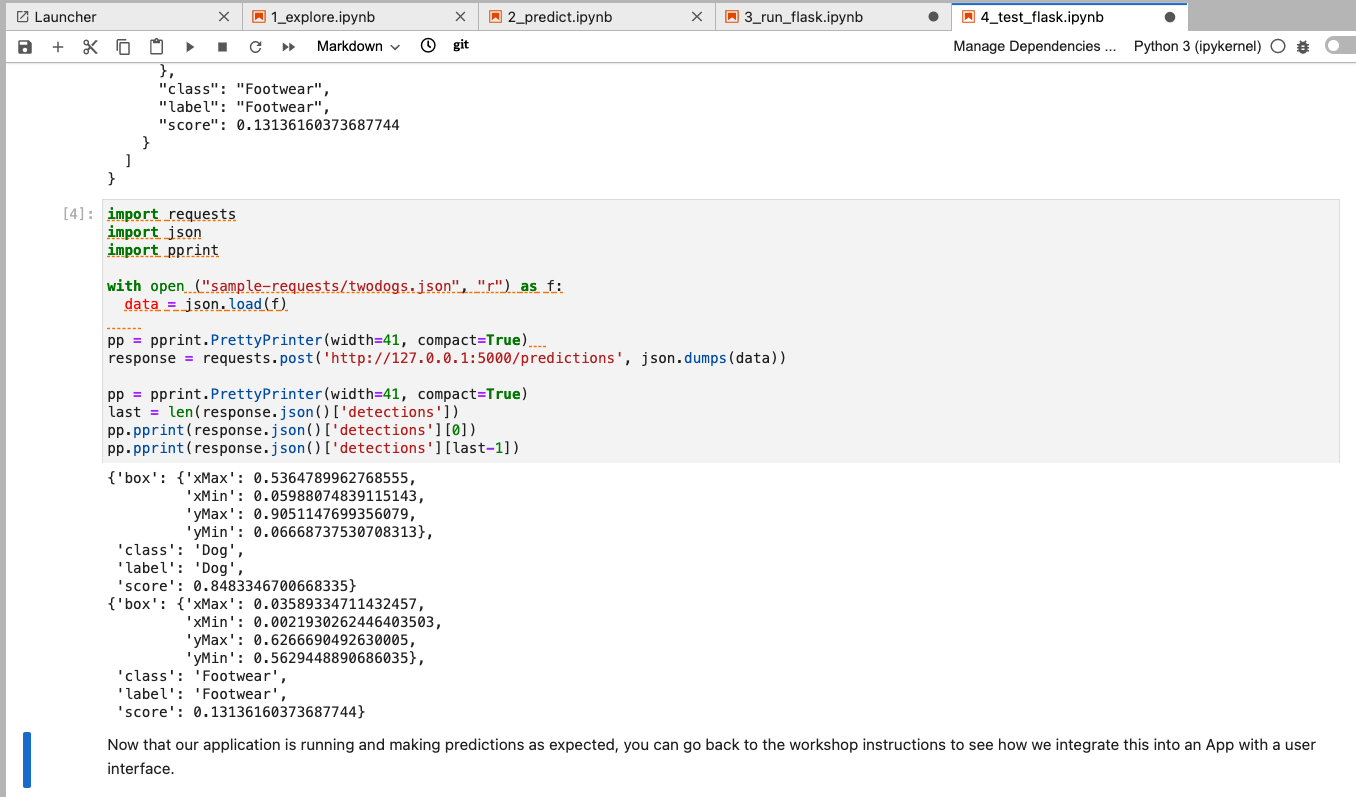 Launcher
1_explore.ipynb
2_predict.ipynb
3_run_flask.ipynb
4_test_flask.ipynb
Markdown
git
Manage Dependencies ...
Python 3 (ipykernel)
},
"class": "Footwear",
"label": "Footwear",
"score": 0.13136160373687744
}
]
}
[4]:
import requests
import json
import pprint
with open ("sample-requests/twodogs.json", "r") as f:
data = json.load(f)
pp = pprint.PrettyPrinter(width=41, compact=True)
response = requests.post('http://127.0.0.1:5000/predictions', json.dumps(data))
pp = pprint.PrettyPrinter(width=41, compact=True)
last = len(response.json()['detections'])
pp.pprint(response.json()['detections'][0])
pp.pprint(response.json()['detections'][last-1])
{'box': {'xMax': 0.5364789962768555,
'xMin': 0.05988074839115143,
'yMax': 0.9051147699356079,
'yMin': 0.06668737530708313},
'class': 'Dog',
'label': 'Dog',
'score': 0.8483346700668335}
{'box': {'xMax': 0.03589334711432457,
'xMin': 0.0021930262446403503,
'yMax': 0.6266690492630005,
'yMin': 0.5629448890686035},
'class': 'Footwear',
'label': 'Footwear',
'score': 0.13136160373687744}
Now that our application is running and making predictions as expected, you can go back to the workshop instructions to see how we integrate this into an App with a user
interface.